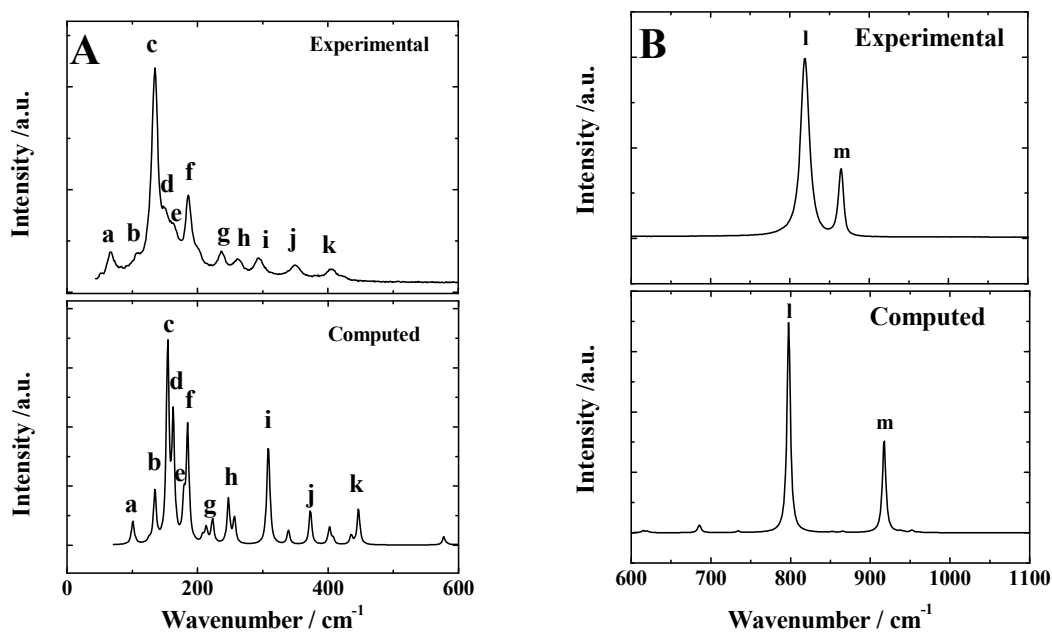 A
c
Experimental
d
f
e
a
b
g
h
i
j
k
Intensity /a.u.
c
Computed
d
f
i
b
e
h
k
a
g
j
Intensity /a.u.
0
200
400
600
Wavenumber / cm-1
B
l
Experimental
m
Intensity /a.u.
l
Computed
m
Intensity /a.u.
600
700
800
900
1000
1100
Wavenumber / cm-1